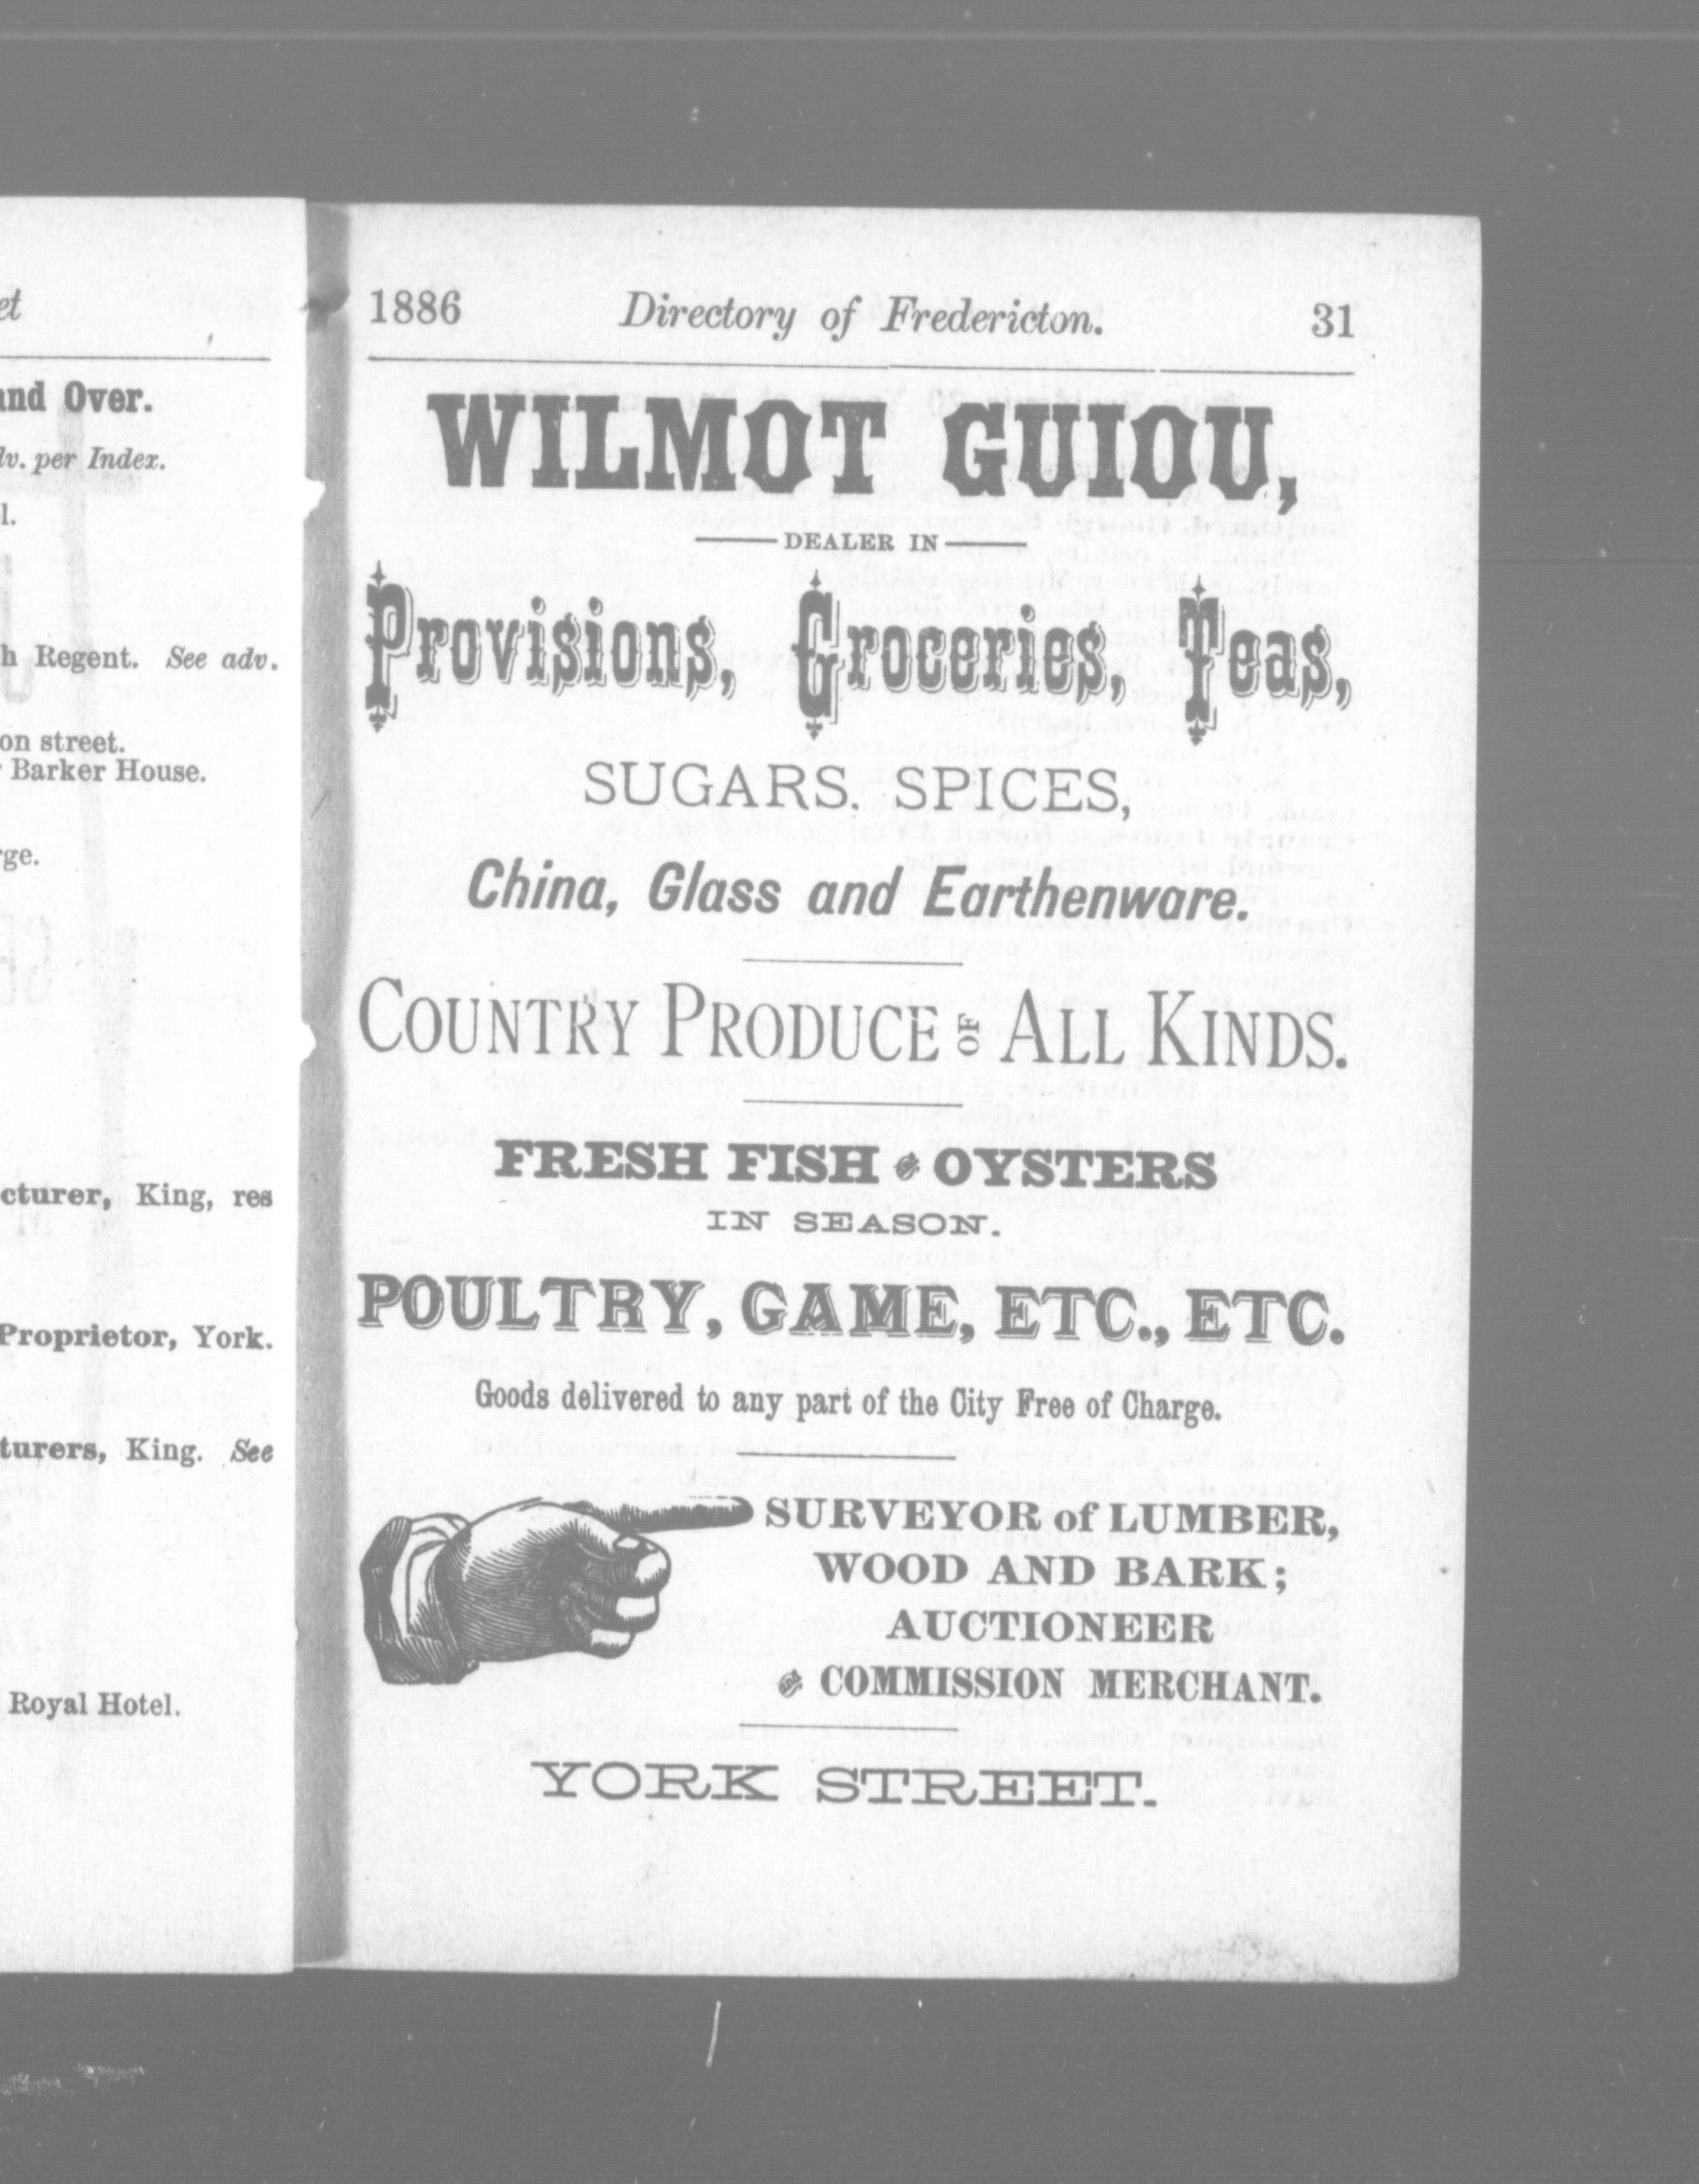 et
and Over.
dv. per Index.
l.
h Regent. See adv.
on street.
Barker House.
rge.
cturer, King, res
Proprietor, York.
turers, King. See
Royal Hotel.
1886 Directory of Fredericton. 31
WILMOT GUIOU,
DEALER IN
Provisions, Groceries, Teas,
SUGARS. SPICES,
China, Glass and Earthenware.
COUNTRY PRODUCE OF ALL KINDS.
FRESH FISH and OYSTERS
IN SEASON.
POULTRY, GAME, ETC., ETC.
Goods delivered to any part of the City Free of Charge.
SURVEYOR of LUMBER,
WOOD AND BARK;
AUCTIONEER
and COMMISSION MERCHANT.
YORK STREET.